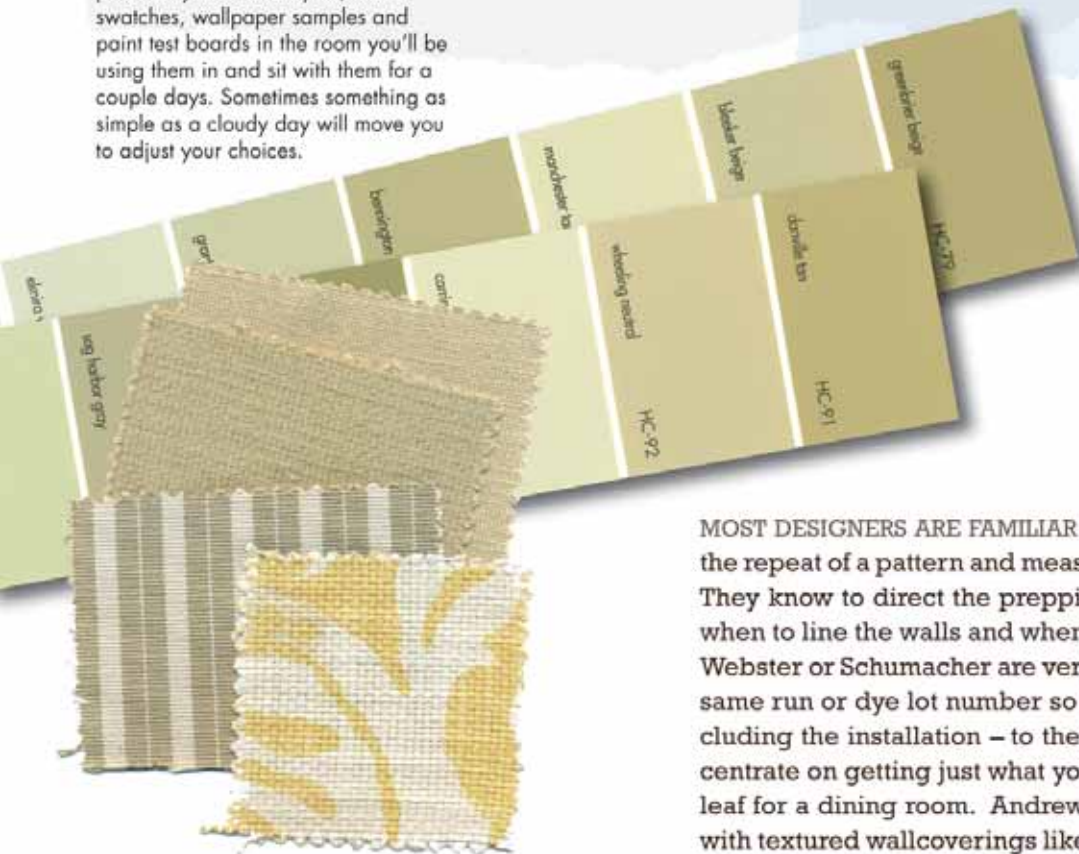 swatches, wallpaper samples and
paint test boards in the room you'll be
using them in and sit with them for a
couple days. Sometimes something as
simple as a cloudy day will move you
to adjust your choices.
elmira
bennington
manchester
bleeker beige
greenbrier beige
HC-79
sag harbor gray
wheeling neutral
HC-92
danville tan
HC-91
MOST DESIGNERS ARE FAMILIAR
the repeat of a pattern and meas
They know to direct the preppi
when to line the walls and when
Webster or Schumacher are ver
same run or dye lot number so
cluding the installation – to the
centrate on getting just what yo
leaf for a dining room. Andrew
with textured wallcoverings like